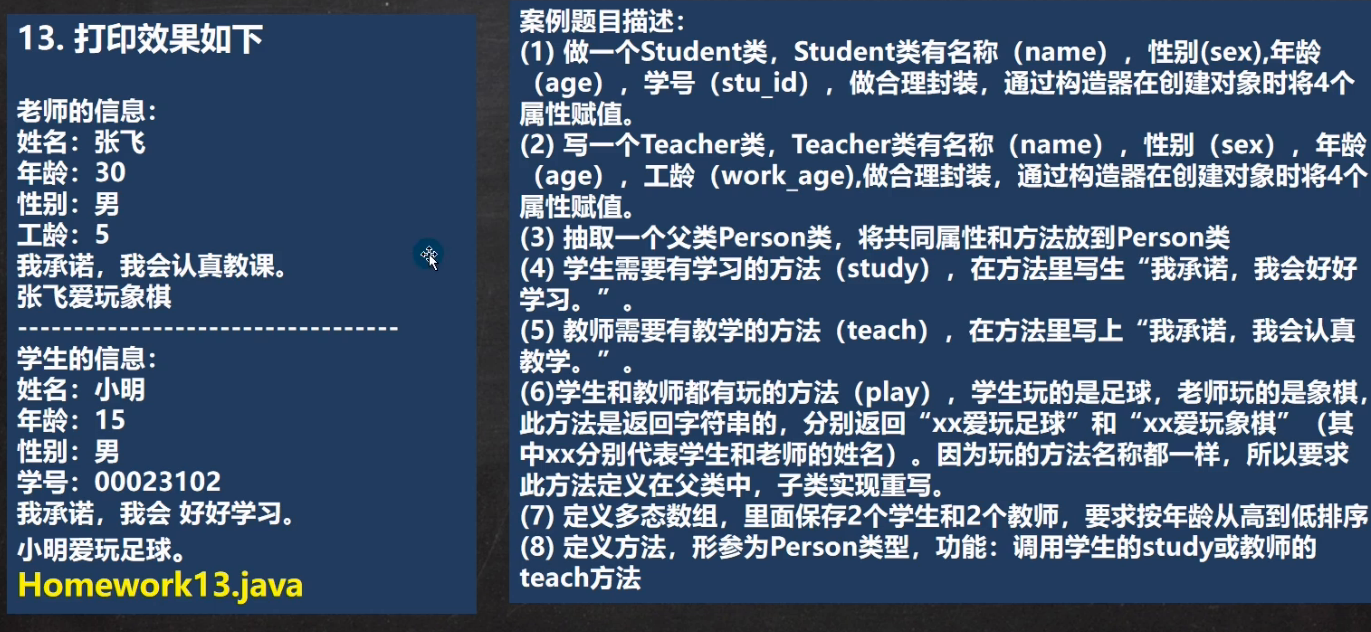 13. 打印效果如下
老师的信息：
姓名：张飞
年龄：30
性别：男
工龄：5
我承诺，我会认真教课。
张飞爱玩象棋
----------------------------------
学生的信息：
姓名：小明
年龄：15
性别：男
学号：00023102
我承诺，我会 好好学习。
小明爱玩足球。
Homework13.java
案例题目描述：
(1) 做一个Student类，Student类有名称（name），性别(sex),年龄
（age），学号（stu_id），做合理封装，通过构造器在创建对象时将4个
属性赋值。
(2) 写一个Teacher类，Teacher类有名称（name），性别（sex），年龄
（age），工龄（work_age),做合理封装，通过构造器在创建对象时将4个
属性赋值。
(3) 抽取一个父类Person类，将共同属性和方法放到Person类
(4) 学生需要有学习的方法（study），在方法里写生“我承诺，我会好好
学习。”。
(5) 教师需要有教学的方法（teach），在方法里写上“我承诺，我会认真
教学。”。
(6)学生和教师都有玩的方法（play），学生玩的是足球，老师玩的是象棋，
此方法是返回字符串的，分别返回“xx爱玩足球”和“xx爱玩象棋”（其
中xx分别代表学生和老师的姓名）。因为玩的方法名称都一样，所以要求
此方法定义在父类中，子类实现重写。
(7) 定义多态数组，里面保存2个学生和2个教师，要求按年龄从高到低排序
(8) 定义方法，形参为Person类型，功能：调用学生的study或教师的
teach方法